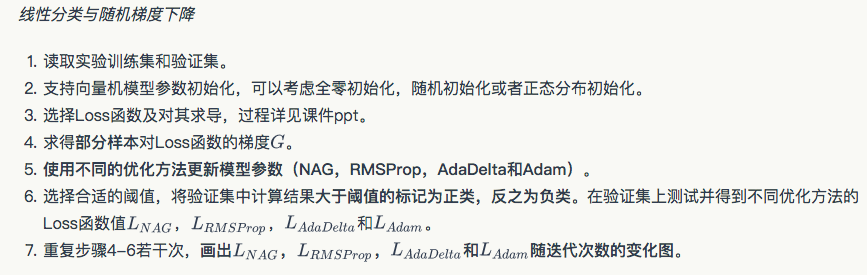 线性分类与随机梯度下降
1. 读取实验训练集和验证集。
2. 支持向量机模型参数初始化，可以考虑全零初始化，随机初始化或者正态分布初始化。
3. 选择Loss函数及对其求导，过程详见课件ppt。
4. 求得部分样本对Loss函数的梯度G。
5. 使用不同的优化方法更新模型参数（NAG，RMSProp，AdaDelta和Adam）。
6. 选择合适的阈值，将验证集中计算结果大于阈值的标记为正类，反之为负类。在验证集上测试并得到不同优化方法的
Loss函数值L_{NAG}，L_{RMSProp}，L_{AdaDelta}和L_{Adam}。
7. 重复步骤4-6若干次，画出L_{NAG}，L_{RMSProp}，L_{AdaDelta}和L_{Adam}随迭代次数的变化图。